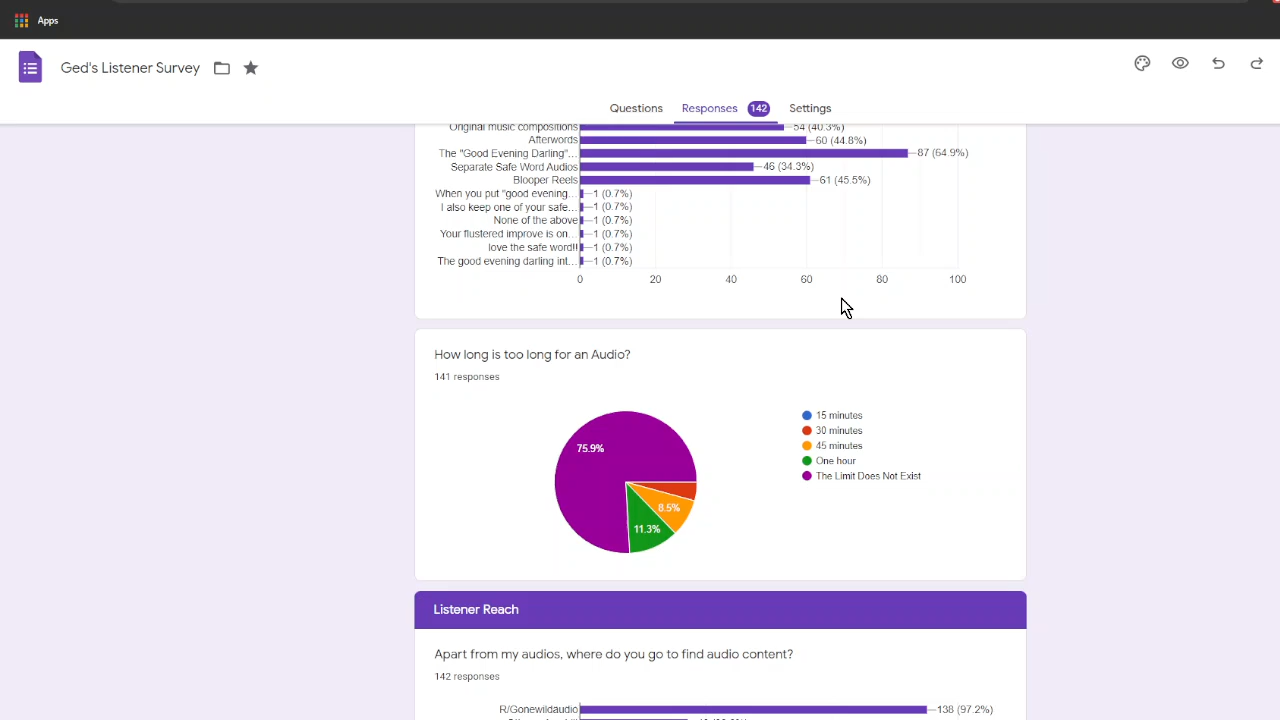 Apps
Ged's Listener Survey
Questions Responses 142 Settings
Original music compositions 54 (40.3%)
Afterwords 60 (44.8%)
The "Good Evening Darling"... 87 (64.9%)
Separate Safe Word Audios 46 (34.3%)
Blooper Reels 61 (45.5%)
When you put "good evening... 1 (0.7%)
I also keep one of your safe... 1 (0.7%)
None of the above 1 (0.7%)
Your flustered improve is on... 1 (0.7%)
love the safe word!! 1 (0.7%)
The good evening darling int... 1 (0.7%)
0 20 40 60 80 100
How long is too long for an Audio?
141 responses
15 minutes
30 minutes
45 minutes
One hour
The Limit Does Not Exist
75.9%
8.5%
11.3%
Listener Reach
Apart from my audios, where do you go to find audio content?
142 responses
R/Gonewildaudio 138 (97.2%)